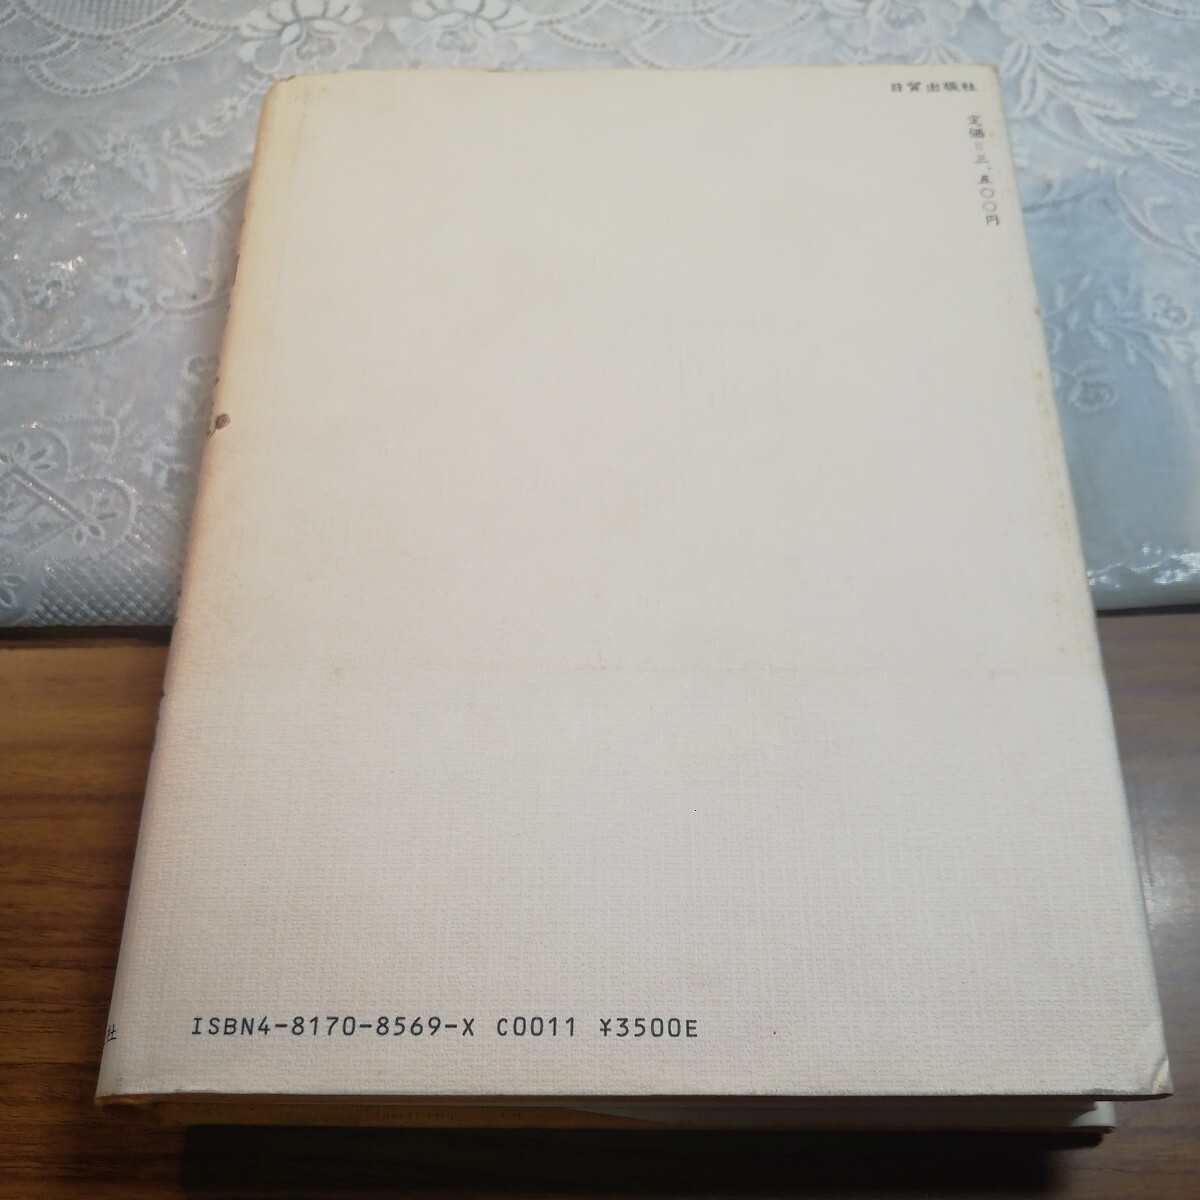 日貿出版社
定価=三、五〇〇円
社
ISBN4-8170-8569-X C0011 ¥3500E